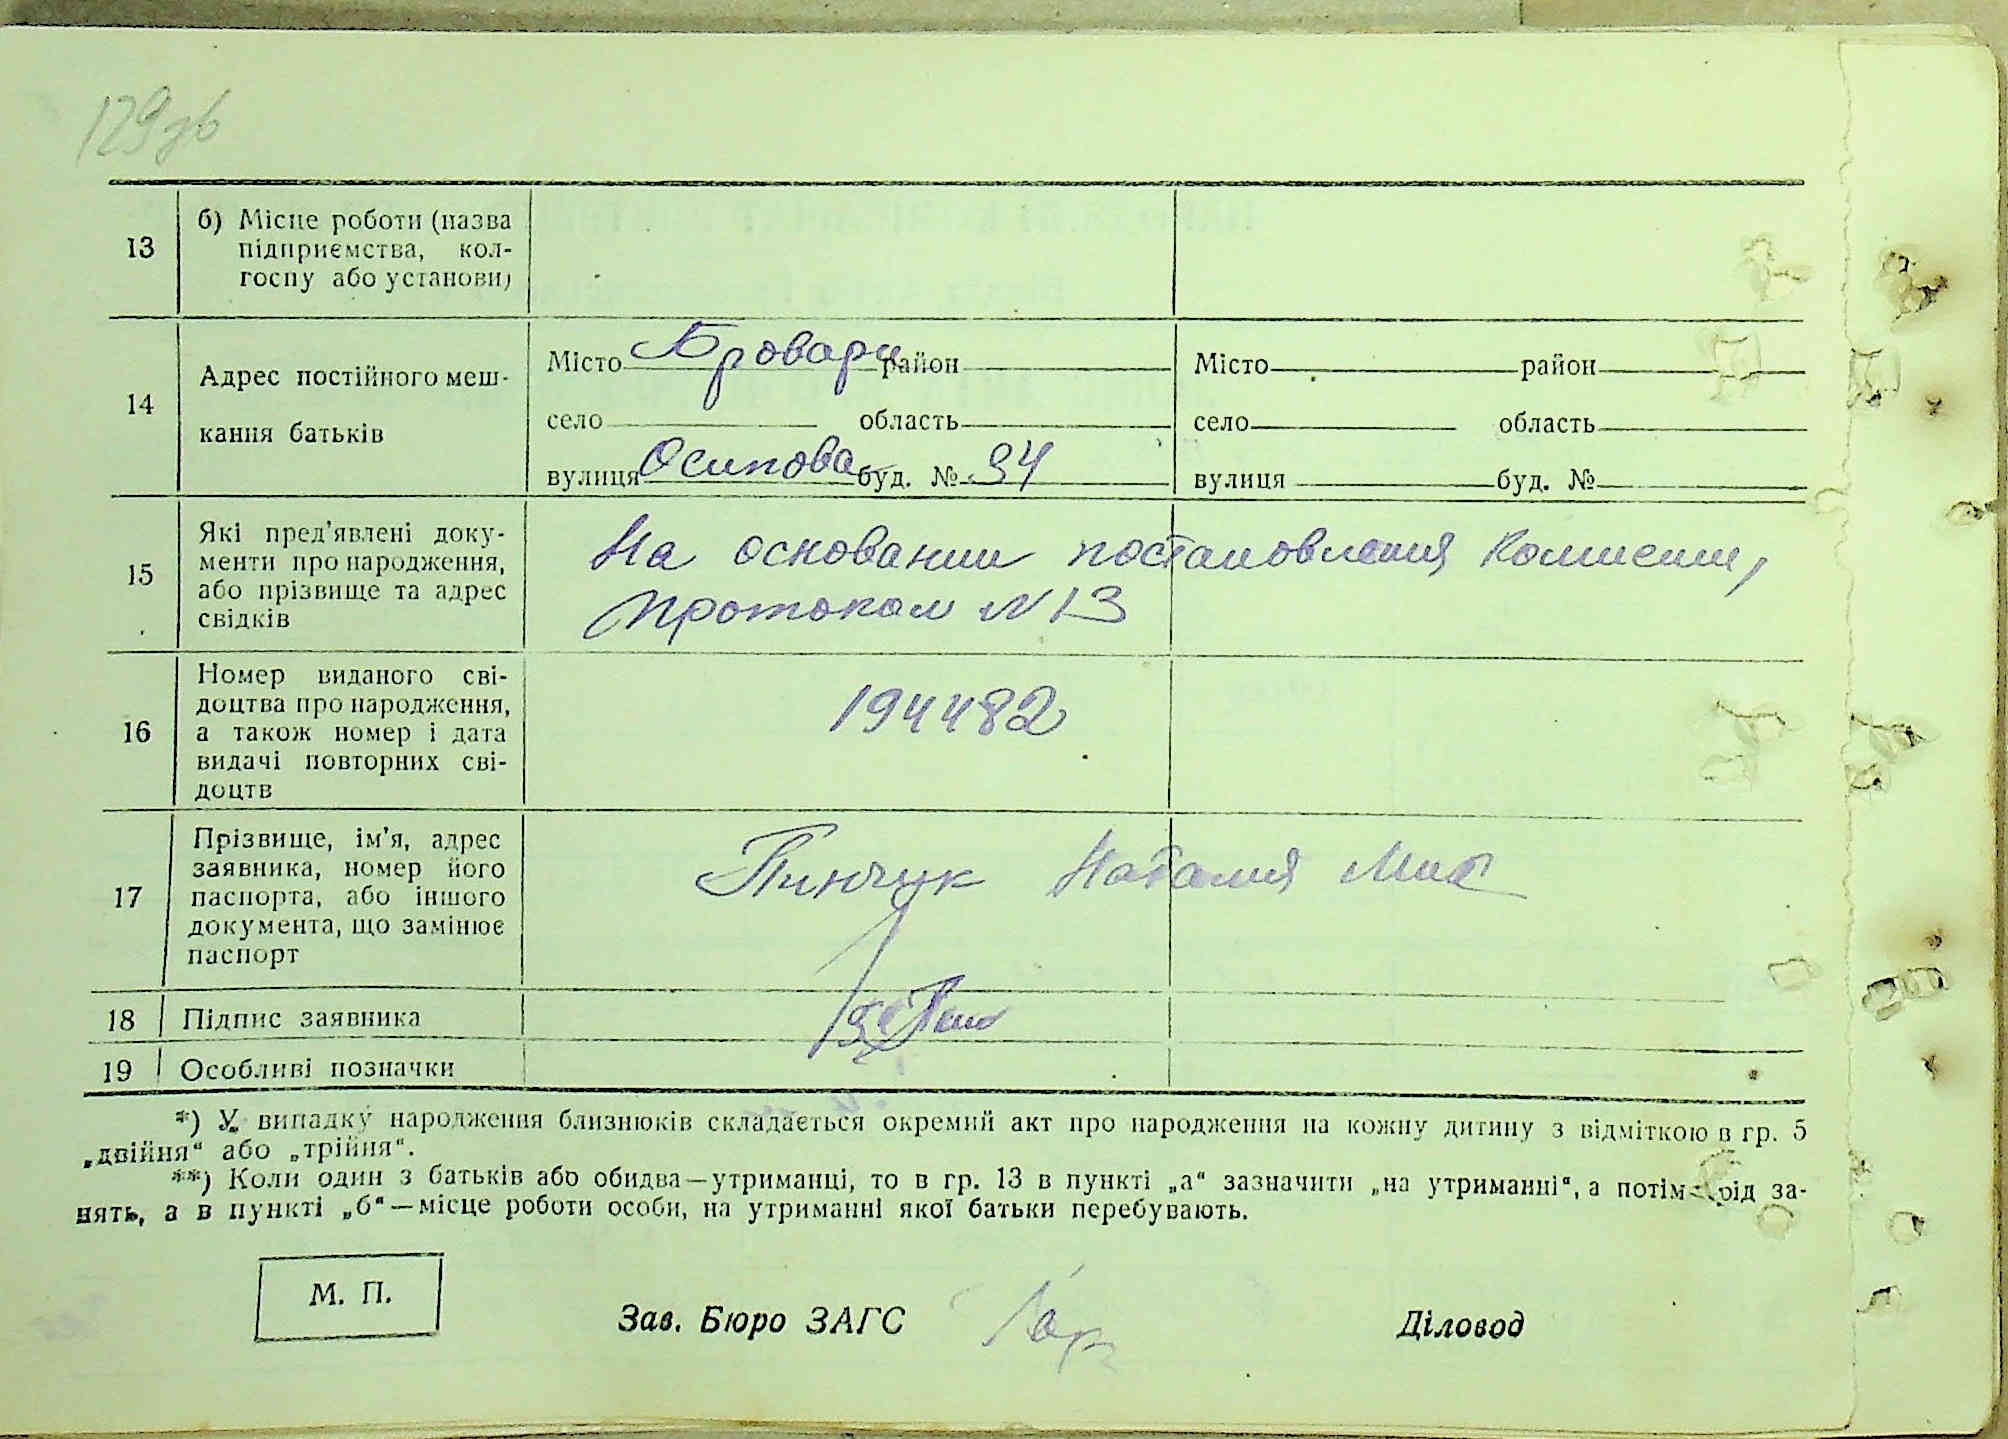 129зв
13
б) Місце роботи (назва
підприємства, кол-
госпу або установи)
14
Адрес постійного меш-
кання батьків
Місто Бровари район
село область
вулиця Осипова буд. № 34
Місто район
село область
вулиця буд. №
15
Які пред'явлені доку-
менти про народження,
або прізвище та адрес
свідків
На основании постановления комиссии,
протокол N 13
16
Номер виданого сві-
доцтва про народження,
а також номер і дата
видачі повторних сві-
доцтв
194482
17
Прізвище, ім'я, адрес
заявника, номер його
паспорта, або іншого
документа, що замінює
паспорт
Пинчук Наталия Мих
18 Підпис заявника
19 Особливі позначки
*) У випадку народження близнюків складається окремий акт про народження на кожну дитину з відміткою в гр. 5
„двійня“ або „трійня“.
**) Коли один з батьків або обидва—утриманці, то в гр. 13 в пункті „а“ зазначити „на утриманні“, а потім рід за-
нять, а в пункті „б“—місце роботи особи, на утриманні якої батьки перебувають.
М. П.
Зав. Бюро ЗАГС
Діловод